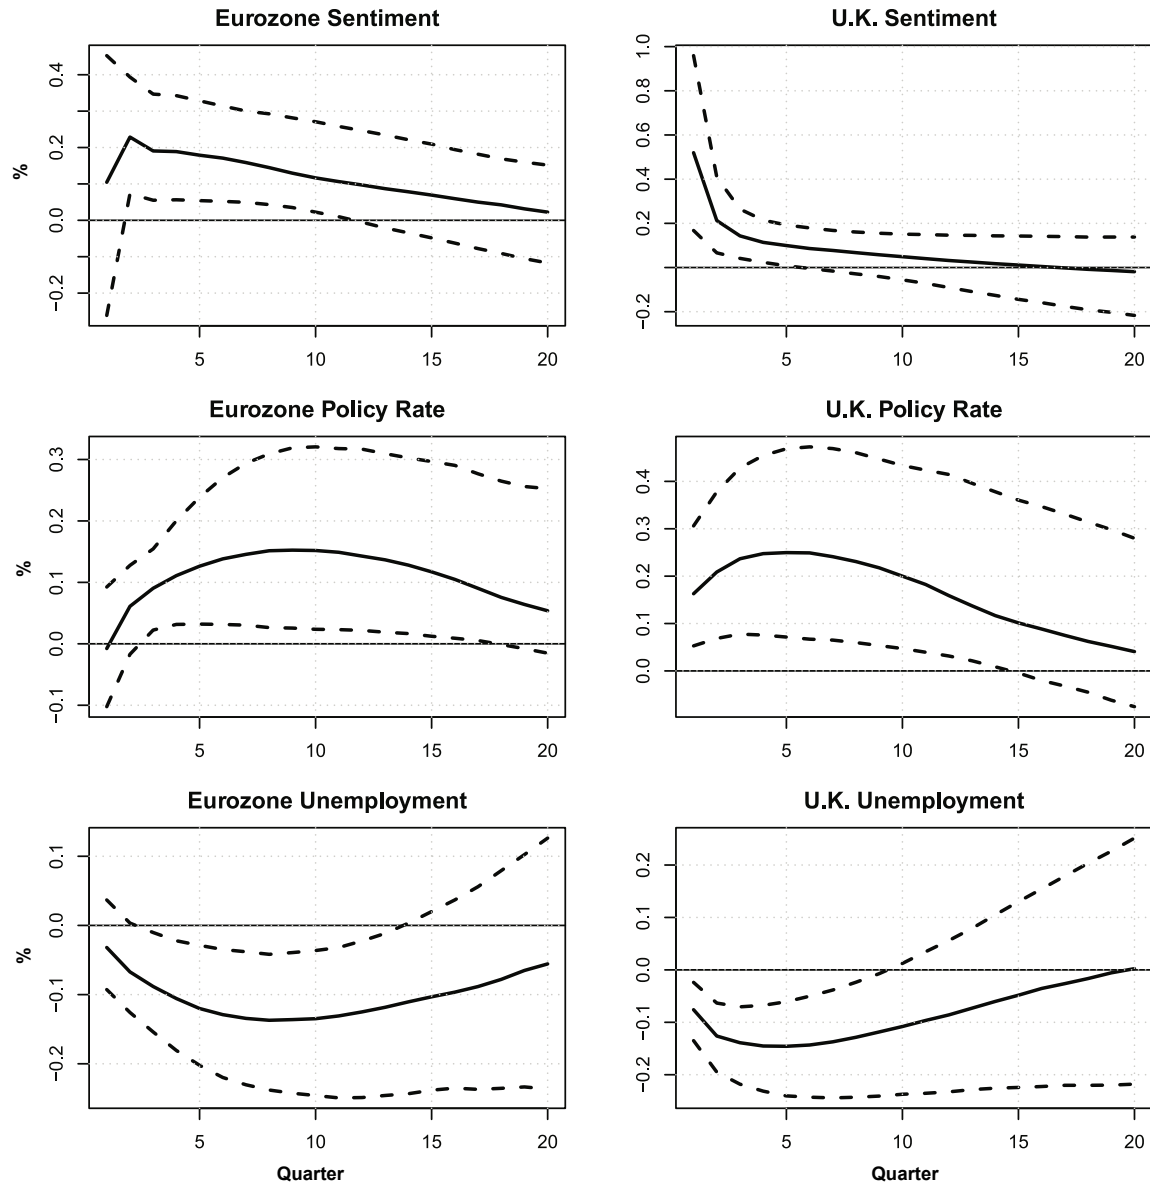 Eurozone Sentiment
%
0.4
0.2
0.0
−0.2
5 10 15 20
U.K. Sentiment
1.0
0.8
0.6
0.4
0.2
−0.2
5 10 15 20
Eurozone Policy Rate
%
0.3
0.2
0.1
0.0
−0.1
5 10 15 20
U.K. Policy Rate
0.4
0.3
0.2
0.1
0.0
5 10 15 20
Eurozone Unemployment
%
0.1
0.0
−0.1
−0.2
5 10 15 20
Quarter
U.K. Unemployment
0.2
0.1
0.0
−0.1
−0.2
5 10 15 20
Quarter